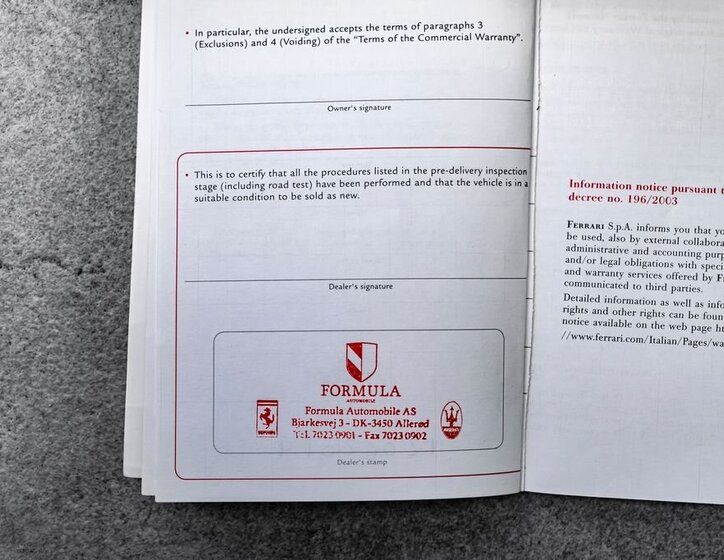 • In particular, the undersigned accepts the terms of paragraphs 3
(Exclusions) and 4 (Voiding) of the “Terms of the Commercial Warranty”.
Owner's signature
• This is to certify that all the procedures listed in the pre-delivery inspection
stage (including road test) have been performed and that the vehicle is in a
suitable condition to be sold as new.
Dealer's signature
FORMULA
AUTOMOBILE
Formula Automobile AS
Bjarkesvej 3 - DK-3450 Allerød
Tel. 7023 0901 - Fax 7023 0902
MASERATI
Dealer's stamp
Information notice pursuant t
decree no. 196/2003
FERRARI S.p.A. informs you that yo
be used, also by external collabora
administrative and accounting purp
and/or legal obligations with speci
and warranty services offered by F
communicated to third parties.
Detailed information as well as info
rights and other rights can be foun
notice available on the web page ht
//www.ferrari.com/Italian/Pages/wa